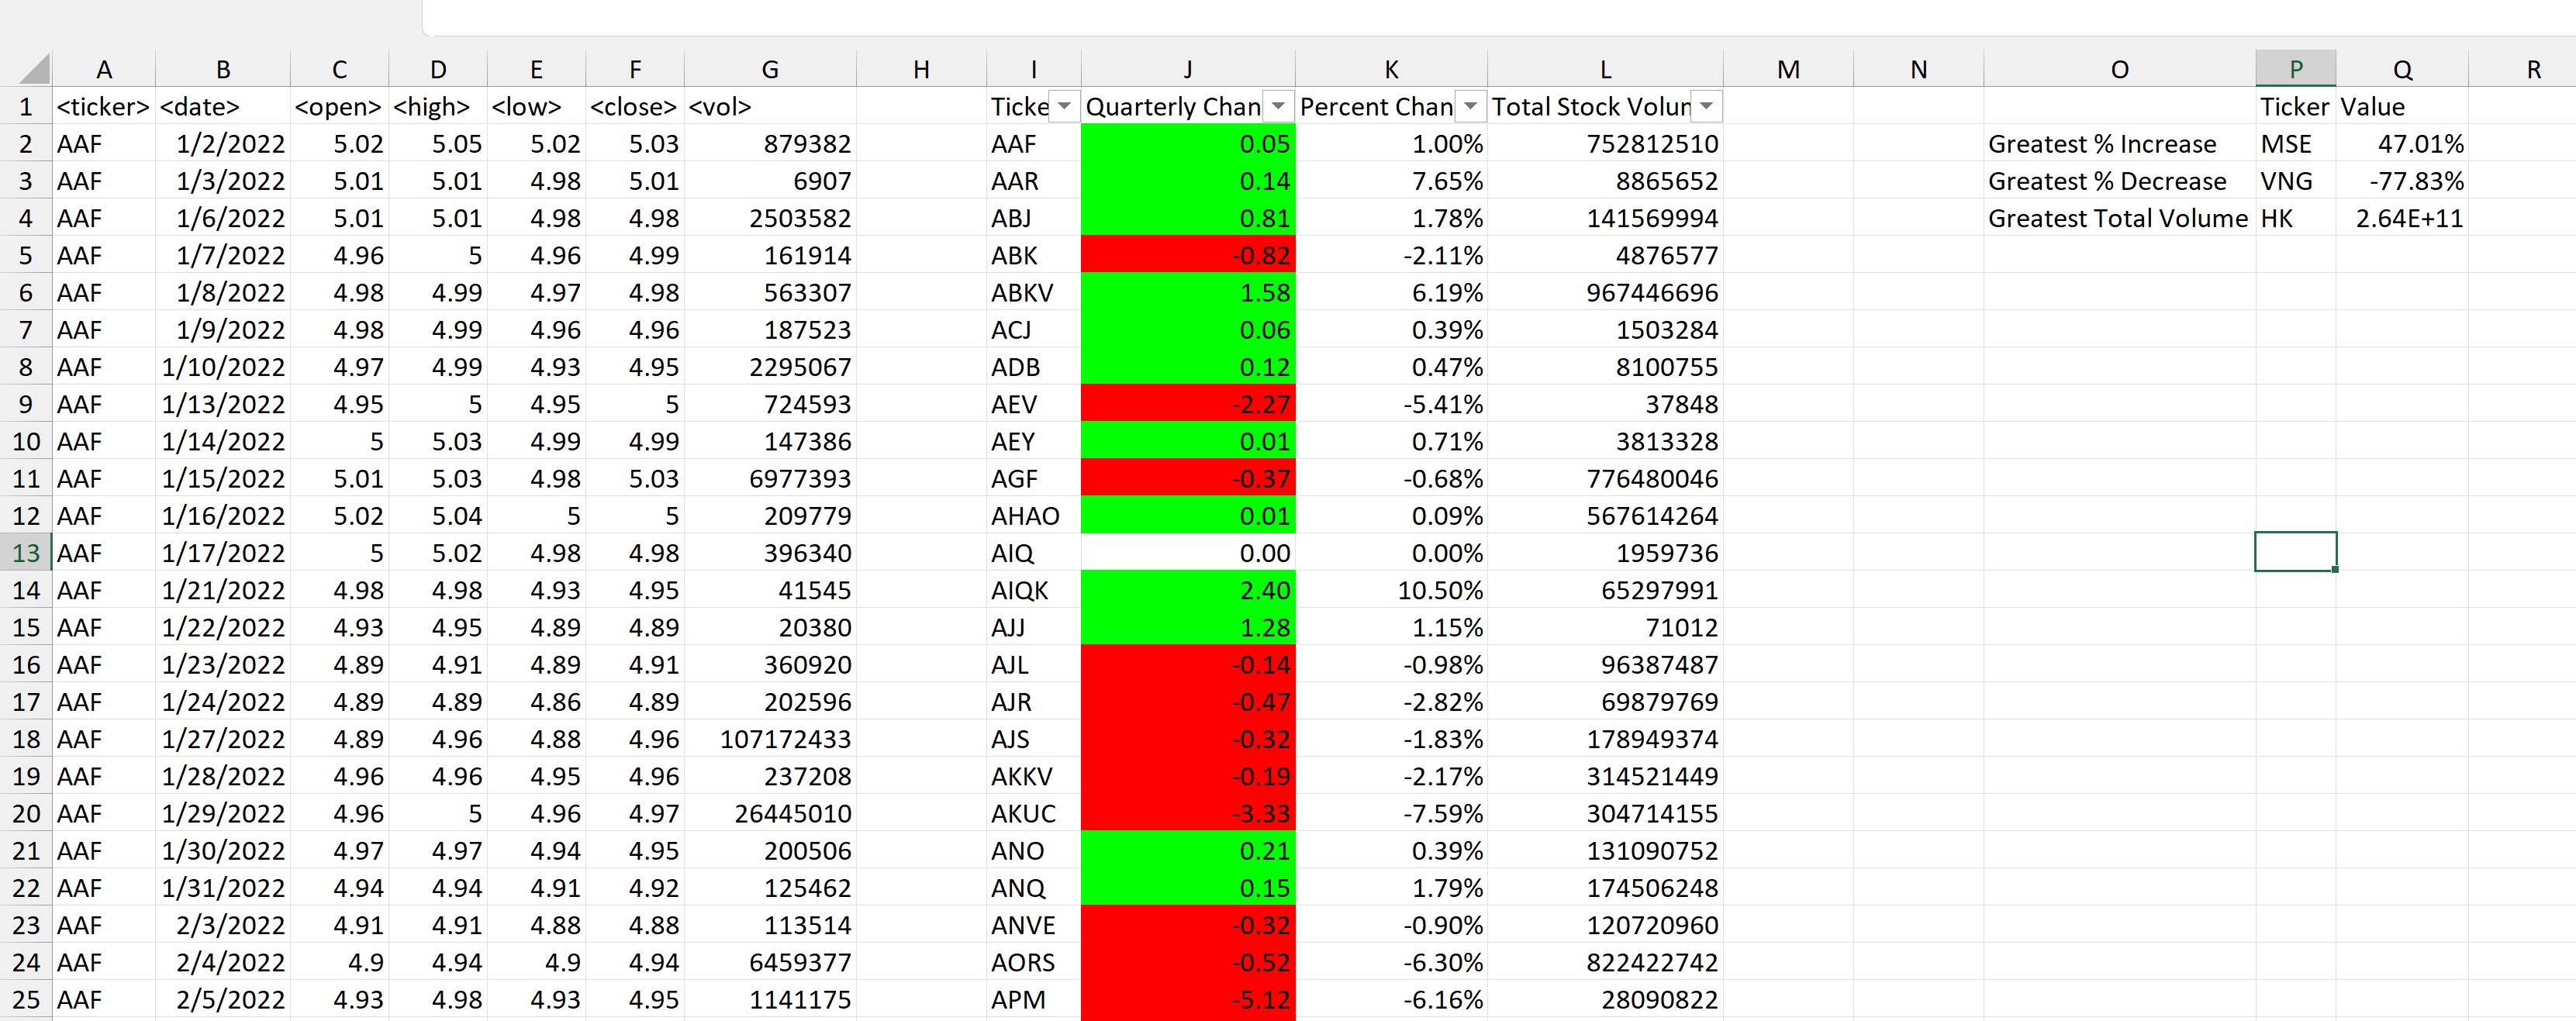 A B C D E F G H I J K L M N O P Q R
1 <ticker> <date> <open> <high> <low> <close> <vol> Ticke Quarterly Chan Percent Chan Total Stock Volun Ticker Value
2 AAF 1/2/2022 5.02 5.05 5.02 5.03 879382 AAF 0.05 1.00% 752812510 Greatest % Increase MSE 47.01%
3 AAF 1/3/2022 5.01 5.01 4.98 5.01 6907 AAR 0.14 7.65% 8865652 Greatest % Decrease VNG -77.83%
4 AAF 1/6/2022 5.01 5.01 4.98 4.98 2503582 ABJ 0.81 1.78% 141569994 Greatest Total Volume HK 2.64E+11
5 AAF 1/7/2022 4.96 5 4.96 4.99 161914 ABK -0.82 -2.11% 4876577
6 AAF 1/8/2022 4.98 4.99 4.97 4.98 563307 ABKV 1.58 6.19% 967446696
7 AAF 1/9/2022 4.98 4.99 4.96 4.96 187523 ACJ 0.06 0.39% 1503284
8 AAF 1/10/2022 4.97 4.99 4.93 4.95 2295067 ADB 0.12 0.47% 8100755
9 AAF 1/13/2022 4.95 5 4.95 5 724593 AEV -2.27 -5.41% 37848
10 AAF 1/14/2022 5 5.03 4.99 4.99 147386 AEY 0.01 0.71% 3813328
11 AAF 1/15/2022 5.01 5.03 4.98 5.03 6977393 AGF -0.37 -0.68% 776480046
12 AAF 1/16/2022 5.02 5.04 5 5 209779 AHAO 0.01 0.09% 567614264
13 AAF 1/17/2022 5 5.02 4.98 4.98 396340 AIQ 0.00 0.00% 1959736
14 AAF 1/21/2022 4.98 4.98 4.93 4.95 41545 AIQK 2.40 10.50% 65297991
15 AAF 1/22/2022 4.93 4.95 4.89 4.89 20380 AJJ 1.28 1.15% 71012
16 AAF 1/23/2022 4.89 4.91 4.89 4.91 360920 AJL -0.14 -0.98% 96387487
17 AAF 1/24/2022 4.89 4.89 4.86 4.89 202596 AJR -0.47 -2.82% 69879769
18 AAF 1/27/2022 4.89 4.96 4.88 4.96 107172433 AJS -0.32 -1.83% 178949374
19 AAF 1/28/2022 4.96 4.96 4.95 4.96 237208 AKKV -0.19 -2.17% 314521449
20 AAF 1/29/2022 4.96 5 4.96 4.97 26445010 AKUC -3.33 -7.59% 304714155
21 AAF 1/30/2022 4.97 4.97 4.94 4.95 200506 ANO 0.21 0.39% 131090752
22 AAF 1/31/2022 4.94 4.94 4.91 4.92 125462 ANQ 0.15 1.79% 174506248
23 AAF 2/3/2022 4.91 4.91 4.88 4.88 113514 ANVE -0.32 -0.90% 120720960
24 AAF 2/4/2022 4.9 4.94 4.9 4.94 6459377 AORS -0.52 -6.30% 822422742
25 AAF 2/5/2022 4.93 4.98 4.93 4.95 1141175 APM -5.12 -6.16% 28090822